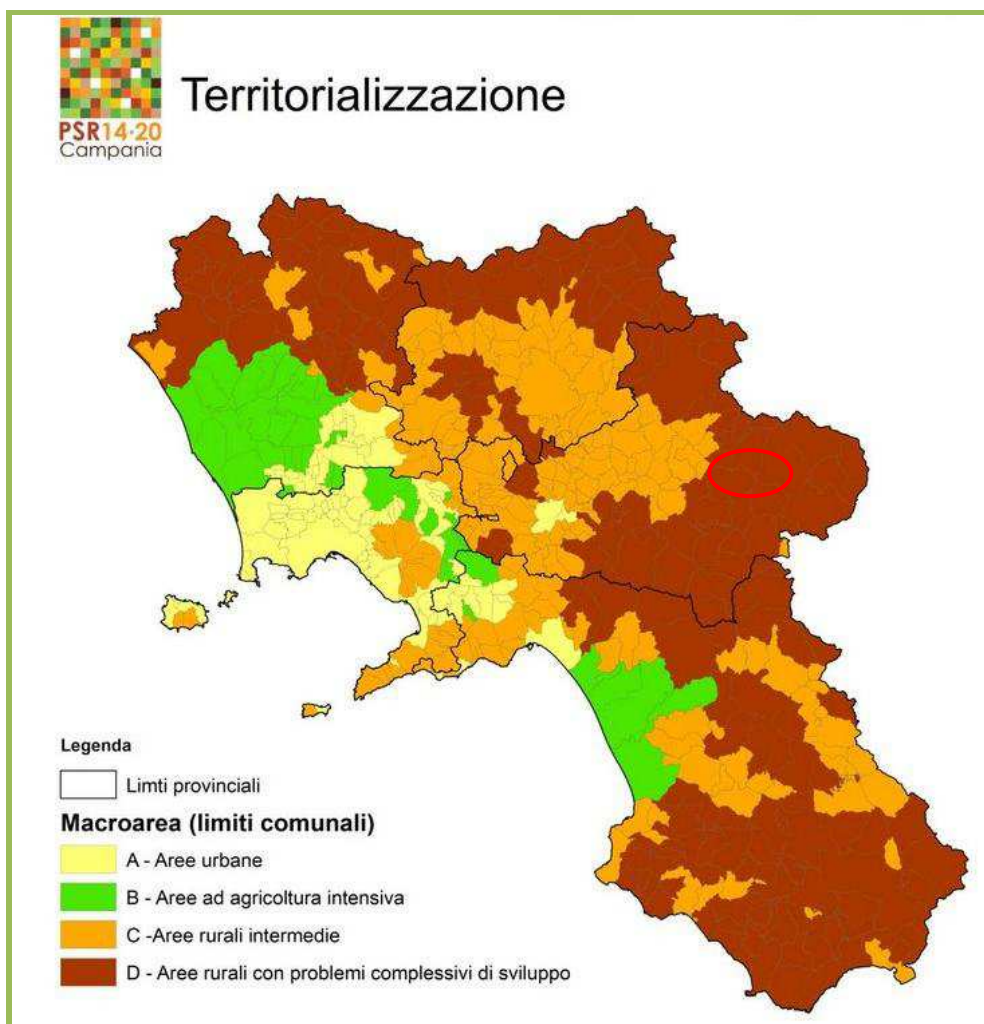 PSR14·20
Campania
Territorializzazione
Legenda
Limti provinciali
Macroarea (limiti comunali)
A - Aree urbane
B - Aree ad agricoltura intensiva
C -Aree rurali intermedie
D - Aree rurali con problemi complessivi di sviluppo